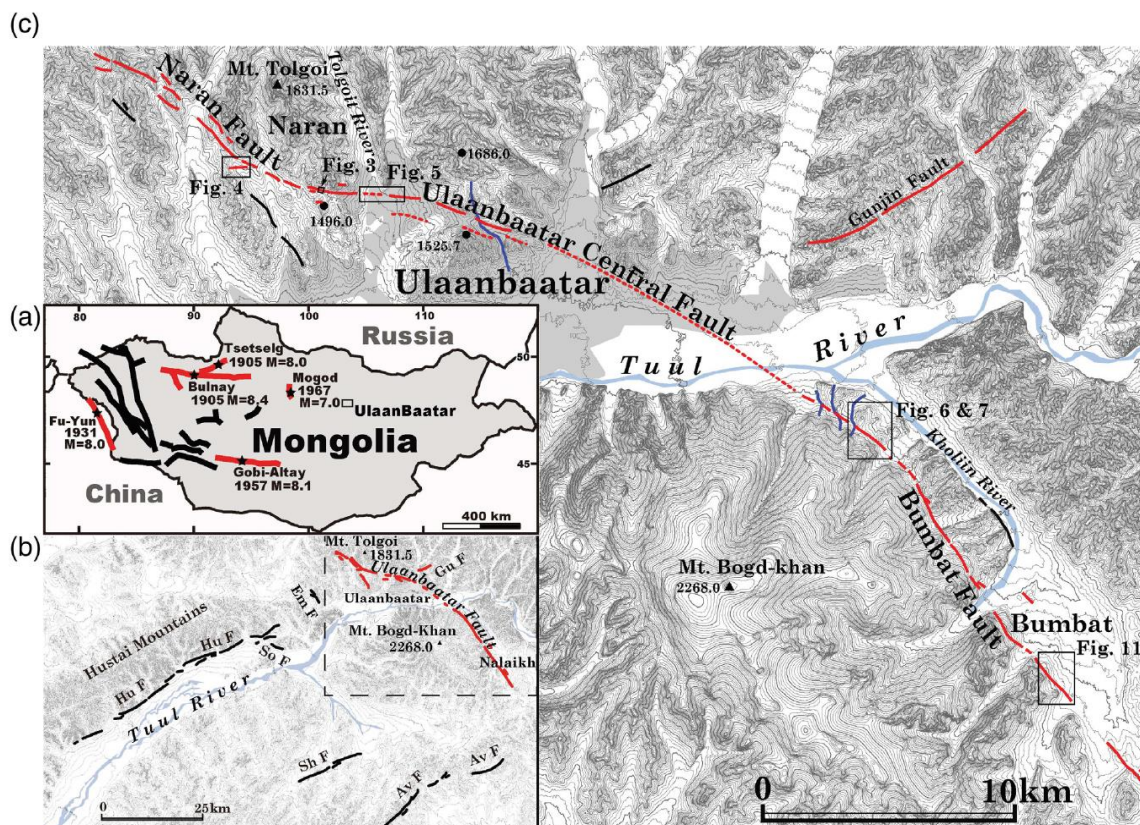 (c)
Naran Fault
Mt. Tolgoi
1831.5
Tolgoit River
Naran
Fig. 4
Fig. 3
1496.0
Fig. 5
1686.0
1525.7
Ulaanbaatar Central Fault
Ulaanbaatar
Gunjin Fault
Tuul River
Fig. 6 & 7
Kholiin River
Bumbat Fault
Mt. Bogd-khan
2268.0
Bumbat
Fig. 11
0 10km
(a)
80 90 100 110
50
45
Russia
Tsetselg
1905 M=8.0
Bulnay
1905 M=8.4
Mogod
1967
M=7.0
UlaanBaatar
Fu-Yun
1931
M=8.0
Mongolia
China
Gobi-Altay
1957 M=8.1
400 km
(b)
Mt. Tolgoi
1831.5
Gu F
Ulaanbaatar Fault
Ulaanbaatar
Em F
Mt. Bogd-Khan
2268.0
Nalaikh
Hustai Mountains
Hu F
So F
Hu F
Tuul River
Sh F
Av F
Av F
0 25km